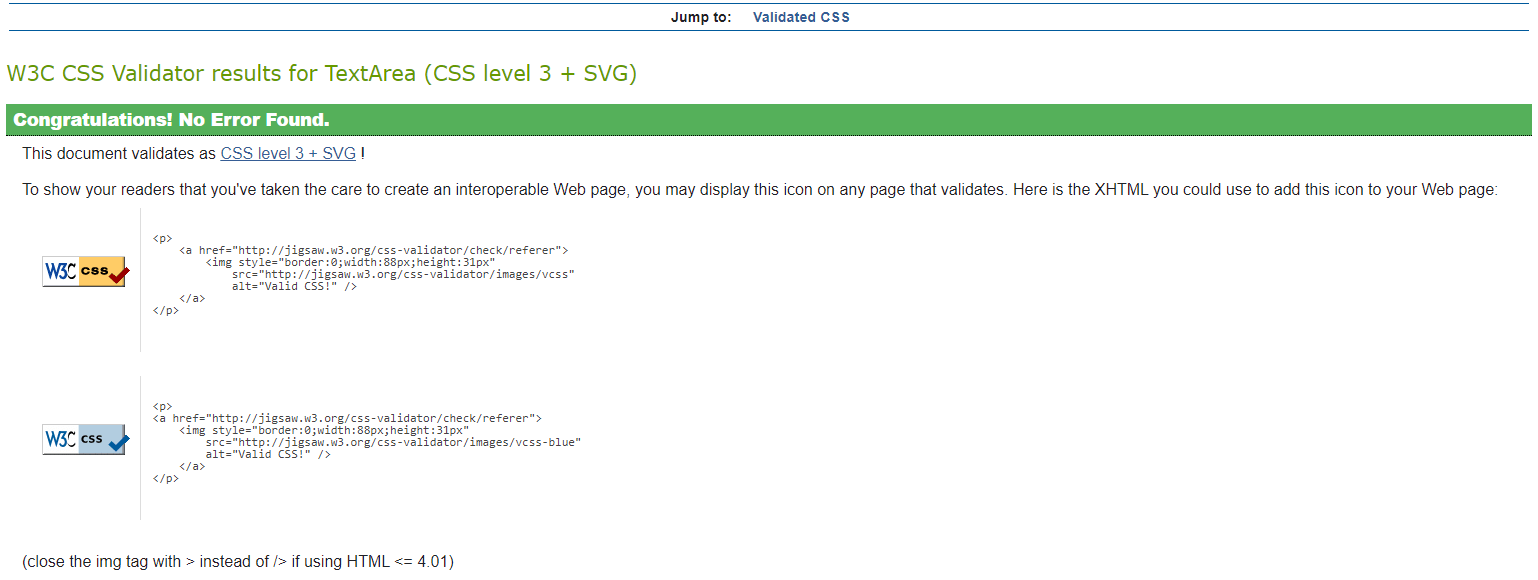 Jump to: Validated CSS
W3C CSS Validator results for TextArea (CSS level 3 + SVG)
Congratulations! No Error Found.
This document validates as CSS level 3 + SVG !
To show your readers that you've taken the care to create an interoperable Web page, you may display this icon on any page that validates. Here is the XHTML you could use to add this icon to your Web page:
W3C css
<p>
<a href="http://jigsaw.w3.org/css-validator/check/referer">
<img style="border:0;width:88px;height:31px"
src="http://jigsaw.w3.org/css-validator/images/vcss"
alt="Valid CSS!" />
</a>
</p>
W3C css
<p>
<a href="http://jigsaw.w3.org/css-validator/check/referer">
<img style="border:0;width:88px;height:31px"
src="http://jigsaw.w3.org/css-validator/images/vcss-blue"
alt="Valid CSS!" />
</a>
</p>
(close the img tag with > instead of /> if using HTML <= 4.01)